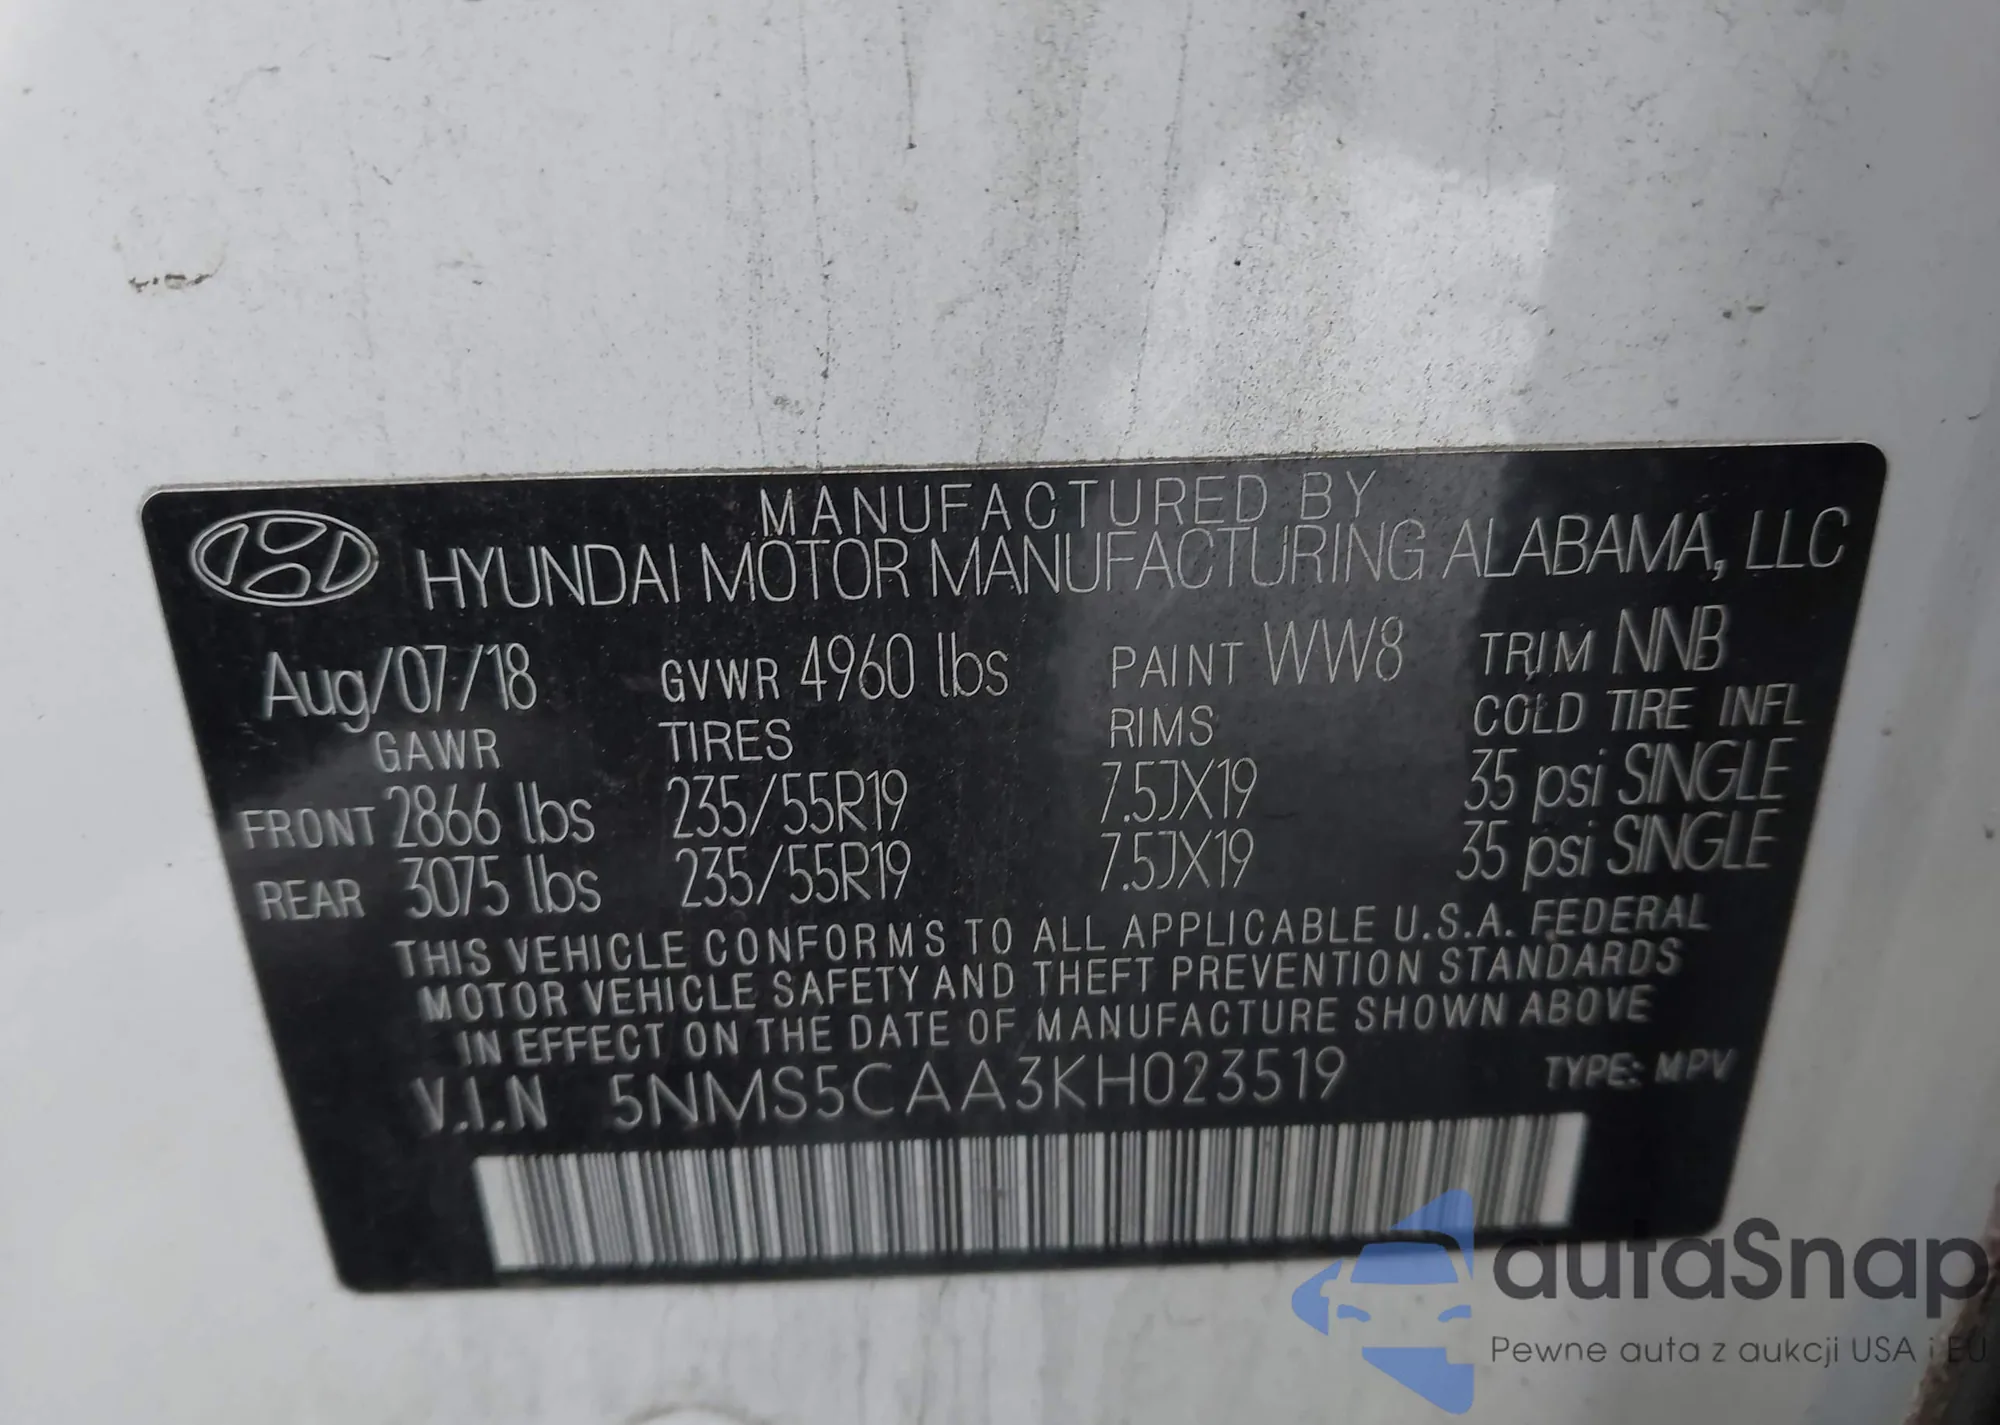 MANUFACTURED BY
HYUNDAI MOTOR MANUFACTURING ALABAMA, LLC
Aug/07/18 GVWR 4960 lbs PAINT WW8 TRIM NNB
GAWR TIRES RIMS COLD TIRE INFL
FRONT 2866 lbs 235/55R19 7.5JX19 35 psi SINGLE
REAR 3075 lbs 235/55R19 7.5JX19 35 psi SINGLE
THIS VEHICLE CONFORMS TO ALL APPLICABLE U.S.A. FEDERAL
MOTOR VEHICLE SAFETY AND THEFT PREVENTION STANDARDS
IN EFFECT ON THE DATE OF MANUFACTURE SHOWN ABOVE
V.I.N 5NMS5CAA3KH023519 TYPE: MPV
autaSnap
Pewne auta z aukcji USA i EU